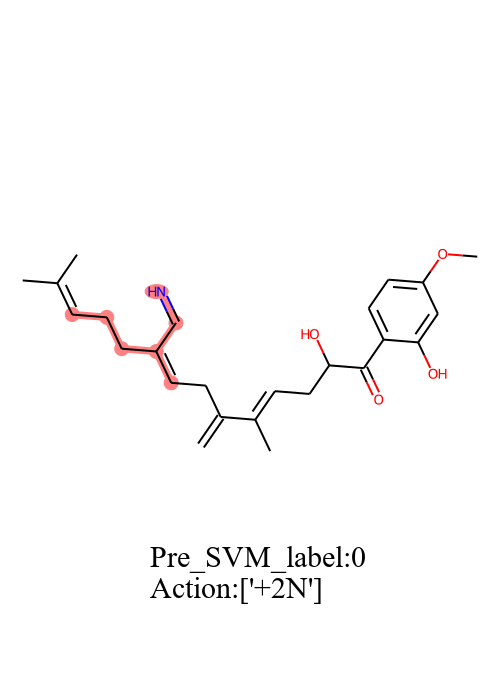 HN
O
HO
OH
O
Pre_SVM_label:0
Action:['+2N']